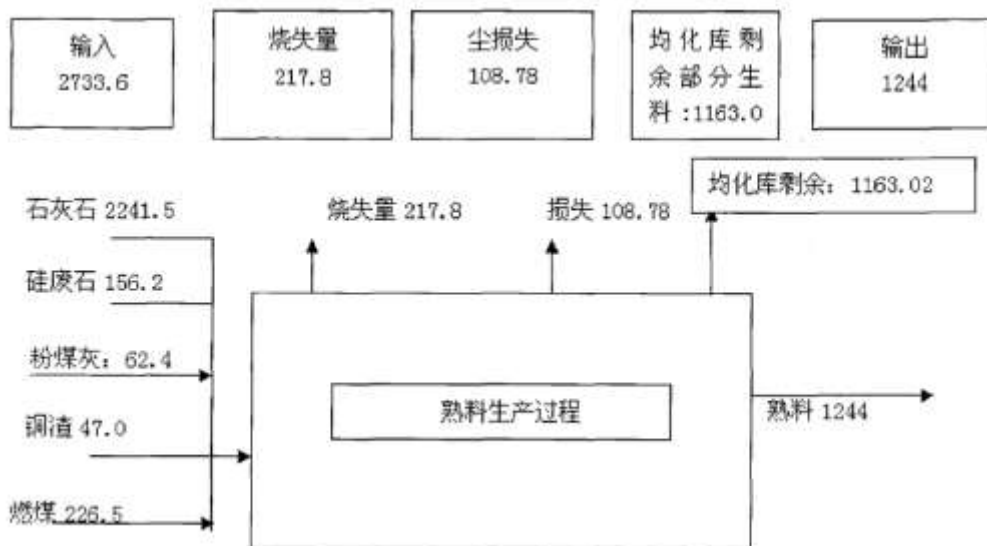 输入
2733.6
烧失量
217.8
尘损失
108.78
均化库剩
余部分生
料:1163.0
输出
1244
均化库剩余: 1163.02
石灰石 2241.5
烧失量 217.8
损失 108.78
硅废石 156.2
粉煤灰: 62.4
熟料生产过程
熟料 1244
铜渣 47.0
燃煤 226.5